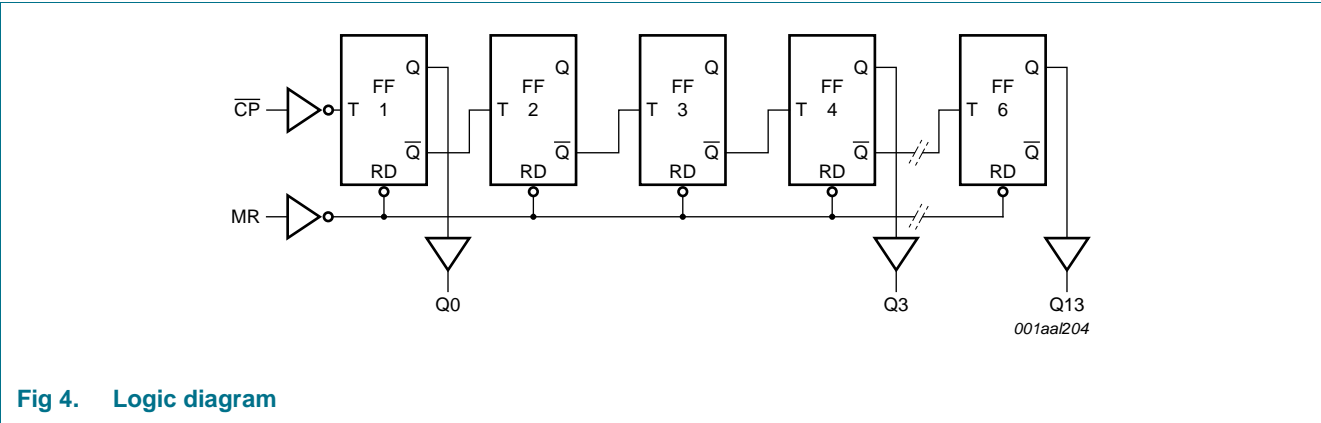 Q Q Q Q Q
FF FF FF FF FF
CP T 1 T 2 T 3 T 4 T 6
Q Q Q Q Q
RD RD RD RD RD
MR
Q0 Q3 Q13
001aal204
Fig 4. Logic diagram